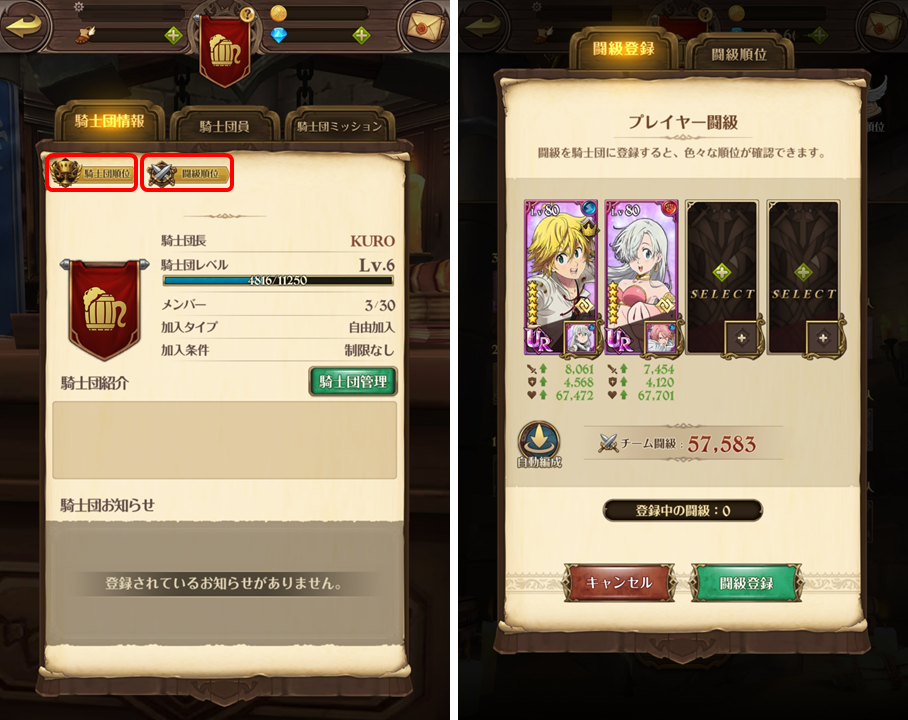 騎士団情報
騎士団員
騎士団ミッション
騎士団順位
闘級順位
騎士団長 KURO
騎士団レベル Lv.6
4816/11250
メンバー 3/30
加入タイプ 自由加入
加入条件 制限なし
騎士団紹介
騎士団管理
騎士団お知らせ
登録されているお知らせがありません。
闘級登録
闘級順位
プレイヤー闘級
闘級を騎士団に登録すると、色々な順位が確認できます。
Lv80
Lv80
SELECT
SELECT
UR
UR
8,061
4,568
67,472
7,454
4,120
67,701
自動編成
チーム闘級 : 57,583
登録中の闘級:0
キャンセル
闘級登録